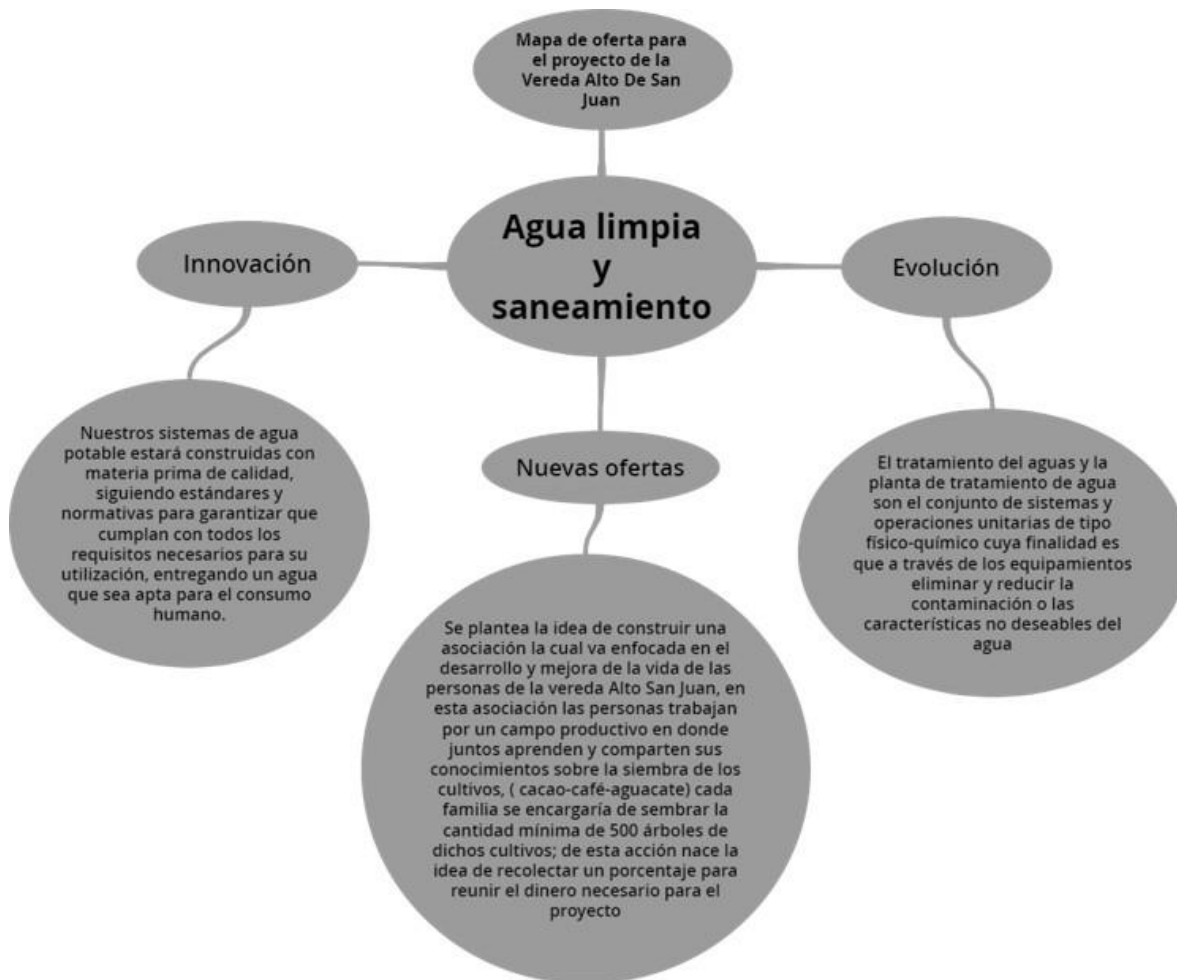 Mapa de oferta para
el proyecto de la
Vereda Alto De San
Juan
Agua limpia
y
saneamiento
Innovación
Evolución
Nuestros sistemas de agua
potable estará construidas con
materia prima de calidad,
siguiendo estándares y
normativas para garantizar que
cumplan con todos los
requisitos necesarios para su
utilización, entregando un agua
que sea apta para el consumo
humano.
Nuevas ofertas
El tratamiento del aguas y la
planta de tratamiento de agua
son el conjunto de sistemas y
operaciones unitarias de tipo
físico-químico cuya finalidad es
que a través de los equipamientos
eliminar y reducir la
contaminación o las
características no deseables del
agua
Se plantea la idea de construir una
asociación la cual va enfocada en el
desarrollo y mejora de la vida de las
personas de la vereda Alto San Juan, en
esta asociación las personas trabajan
por un campo productivo en donde
juntos aprenden y comparten sus
conocimientos sobre la siembra de los
cultivos, ( cacao-café-aguacate) cada
familia se encargaría de sembrar la
cantidad mínima de 500 árboles de
dichos cultivos; de esta acción nace la
idea de recolectar un porcentaje para
reunir el dinero necesario para el
proyecto